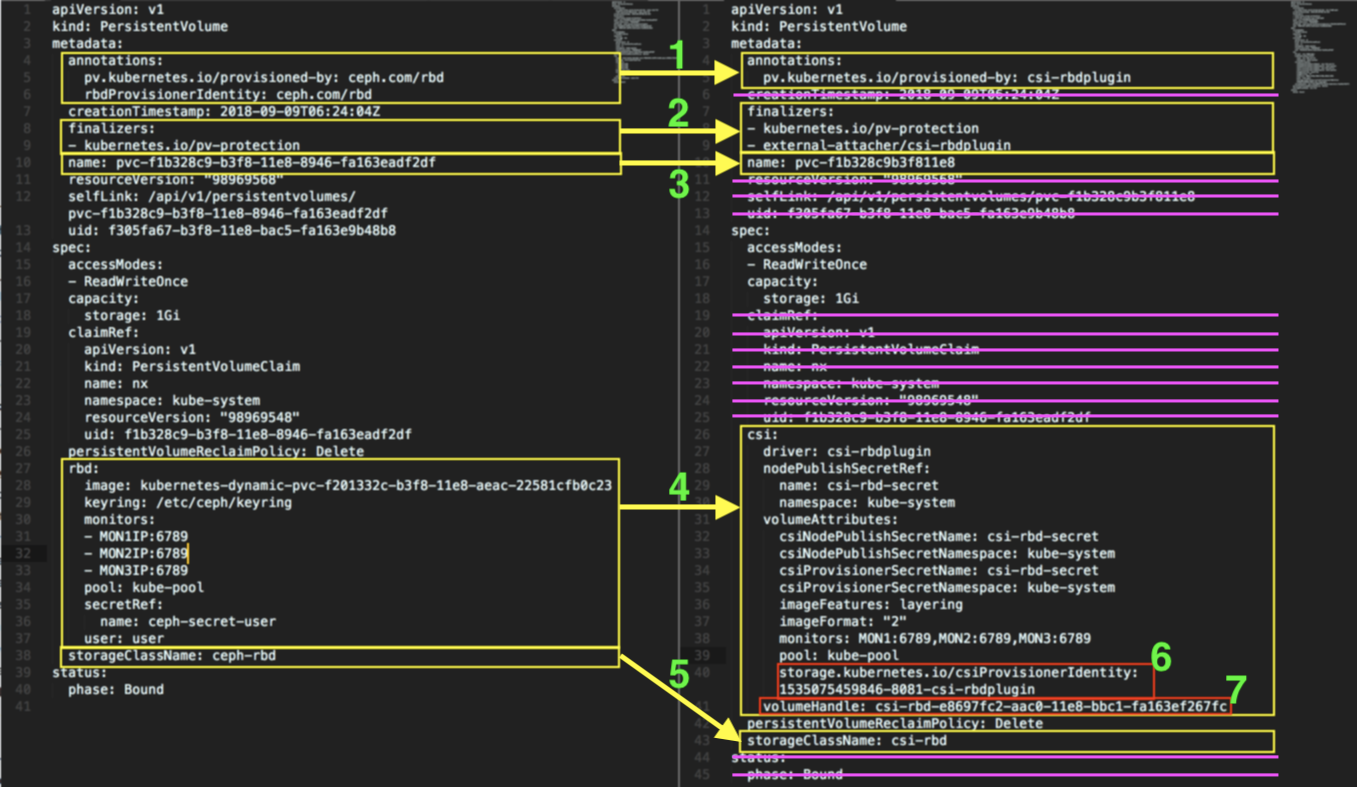 1 apiVersion: v1
2 kind: PersistentVolume
3 metadata:
4 annotations:
5 pv.kubernetes.io/provisioned-by: ceph.com/rbd
6 rbdProvisionerIdentity: ceph.com/rbd
7 creationTimestamp: 2018-09-09T06:24:04Z
8 finalizers:
9 - kubernetes.io/pv-protection
10 name: pvc-f1b328c9-b3f8-11e8-8946-fa163eadf2df
11 resourceVersion: "98969568"
12 selfLink: /api/v1/persistentvolumes/
pvc-f1b328c9-b3f8-11e8-8946-fa163eadf2df
13 uid: f305fa67-b3f8-11e8-bac5-fa163e9b48b8
14 spec:
15 accessModes:
16 - ReadWriteOnce
17 capacity:
18 storage: 1Gi
19 claimRef:
20 apiVersion: v1
21 kind: PersistentVolumeClaim
22 name: nx
23 namespace: kube-system
24 resourceVersion: "98969548"
25 uid: f1b328c9-b3f8-11e8-8946-fa163eadf2df
26 persistentVolumeReclaimPolicy: Delete
27 rbd:
28 image: kubernetes-dynamic-pvc-f201332c-b3f8-11e8-aeac-22581cfb0c23
29 keyring: /etc/ceph/keyring
30 monitors:
31 - MON1IP:6789
32 - MON2IP:6789
33 - MON3IP:6789
34 pool: kube-pool
35 secretRef:
36 name: ceph-secret-user
37 user: user
38 storageClassName: ceph-rbd
39 status:
40 phase: Bound
41
1
2
3
4
5
1 apiVersion: v1
2 kind: PersistentVolume
3 metadata:
4 annotations:
5 pv.kubernetes.io/provisioned-by: csi-rbdplugin
6 creationTimestamp: 2018-09-09T06:24:04Z
7 finalizers:
8 - kubernetes.io/pv-protection
9 - external-attacher/csi-rbdplugin
10 name: pvc-f1b328c9b3f811e8
11 resourceVersion: "98969568"
12 selfLink: /api/v1/persistentvolumes/pvc-f1b328c9b3f811e8
13 uid: f305fa67-b3f8-11e8-bac5-fa163e9b48b8
14 spec:
15 accessModes:
16 - ReadWriteOnce
17 capacity:
18 storage: 1Gi
19 claimRef:
20 apiVersion: v1
21 kind: PersistentVolumeClaim
22 name: nx
23 namespace: kube-system
24 resourceVersion: "98969548"
25 uid: f1b328c9-b3f8-11e8-8946-fa163eadf2df
26 csi:
27 driver: csi-rbdplugin
28 nodePublishSecretRef:
29 name: csi-rbd-secret
30 namespace: kube-system
31 volumeAttributes:
32 csiNodePublishSecretName: csi-rbd-secret
33 csiNodePublishSecretNamespace: kube-system
34 csiProvisionerSecretName: csi-rbd-secret
35 csiProvisionerSecretNamespace: kube-system
36 imageFeatures: layering
37 imageFormat: "2"
38 monitors: MON1:6789,MON2:6789,MON3:6789
39 pool: kube-pool
40 storage.kubernetes.io/csiProvisionerIdentity:
1535075459846-8081-csi-rbdplugin
6
41 volumeHandle: csi-rbd-e8697fc2-aac0-11e8-bbc1-fa163ef267fc
7
42 persistentVolumeReclaimPolicy: Delete
43 storageClassName: csi-rbd
44 status:
45 phase: Bound